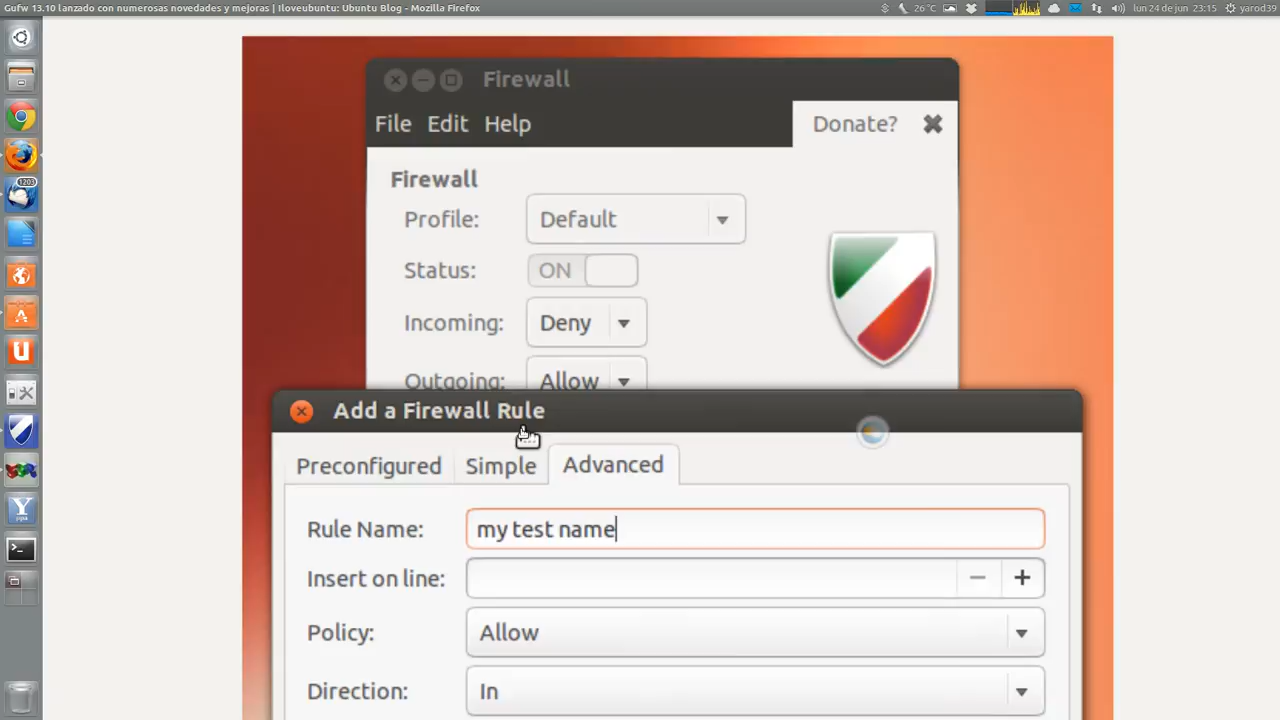 Gufw 13.10 lanzado con numerosas novedades y mejoras | Iloveubuntu: Ubuntu Blog - Mozilla Firefox
26°C
lun 24 de jun 23:15
yarod39
Firewall
File Edit Help
Donate? ✖
Firewall
Profile: Default
Status: ON
Incoming: Deny
Outgoing: Allow
Add a Firewall Rule
Preconfigured Simple Advanced
Rule Name: my test name
Insert on line: − +
Policy: Allow
Direction: In
1203
U
A
Y
ppa
>_